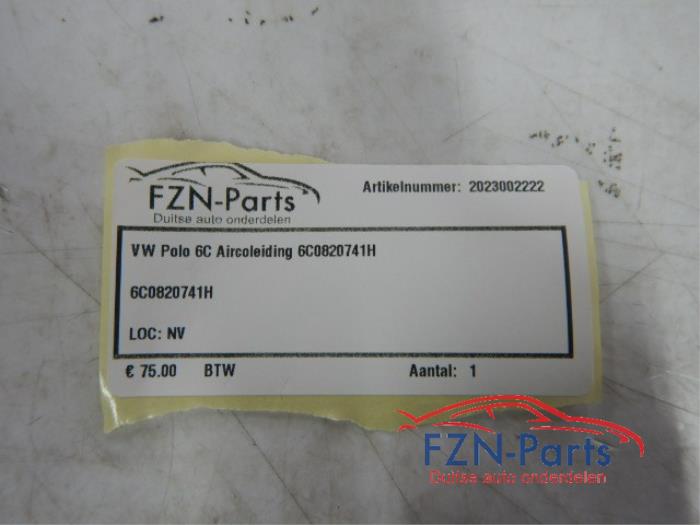 FZN-Parts
Duitse auto onderdelen
Artikelnummer: 2023002222
VW Polo 6C Aircoleiding 6C0820741H
6C0820741H
LOC: NV
€ 75.00 BTW Aantal: 1
FZN-Parts
Duitse auto onderdelen